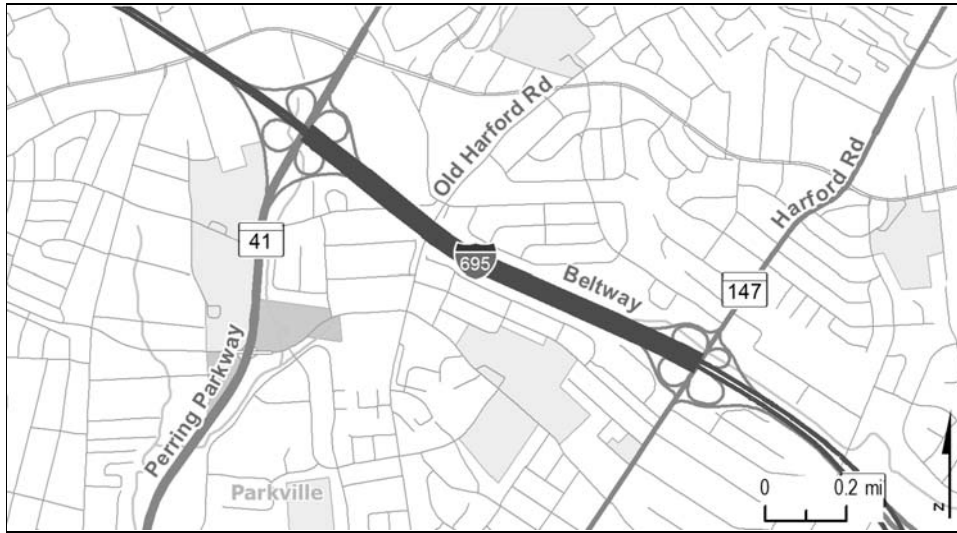 Old Harford Rd
Harford Rd
41
695
Beltway
147
Perring Parkway
Parkville
0 0.2 mi
N